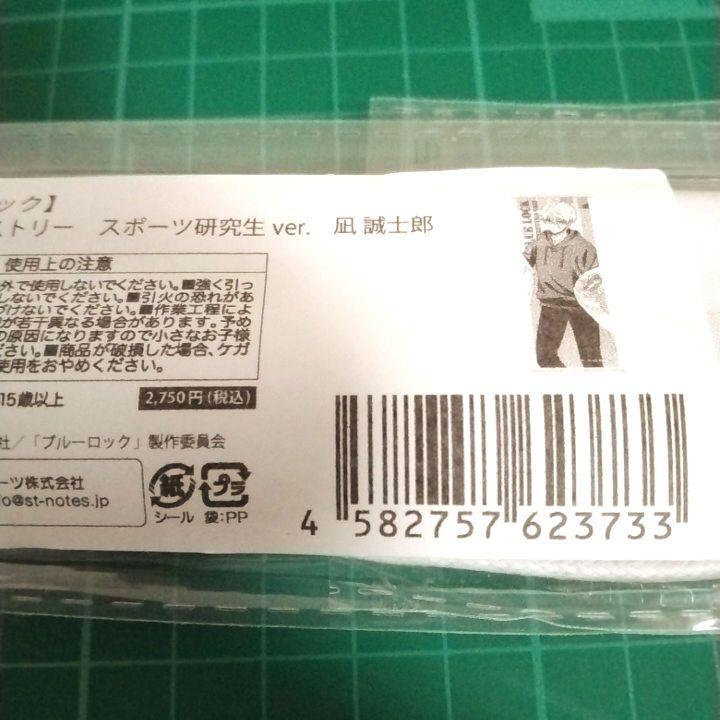 ック】
ストリー スポーツ研究生 ver. 凪 誠士郎
使用上の注意
外で使用しないでください。■強く引っ
しないでください。■引火の恐れがあ
づけないでください。■作業工程によ
が若干異なる場合があります。予め
の原因になりますので小さなお子様
ださい。■商品が破損した場合、ケガ
使用をおやめください。
15歳以上 2,750円(税込)
社/「ブルーロック」製作委員会
ーツ株式会社
fo@st-notes.jp
紙 プラ
シール 袋:PP
BLUE LOCK
4 582757 623733